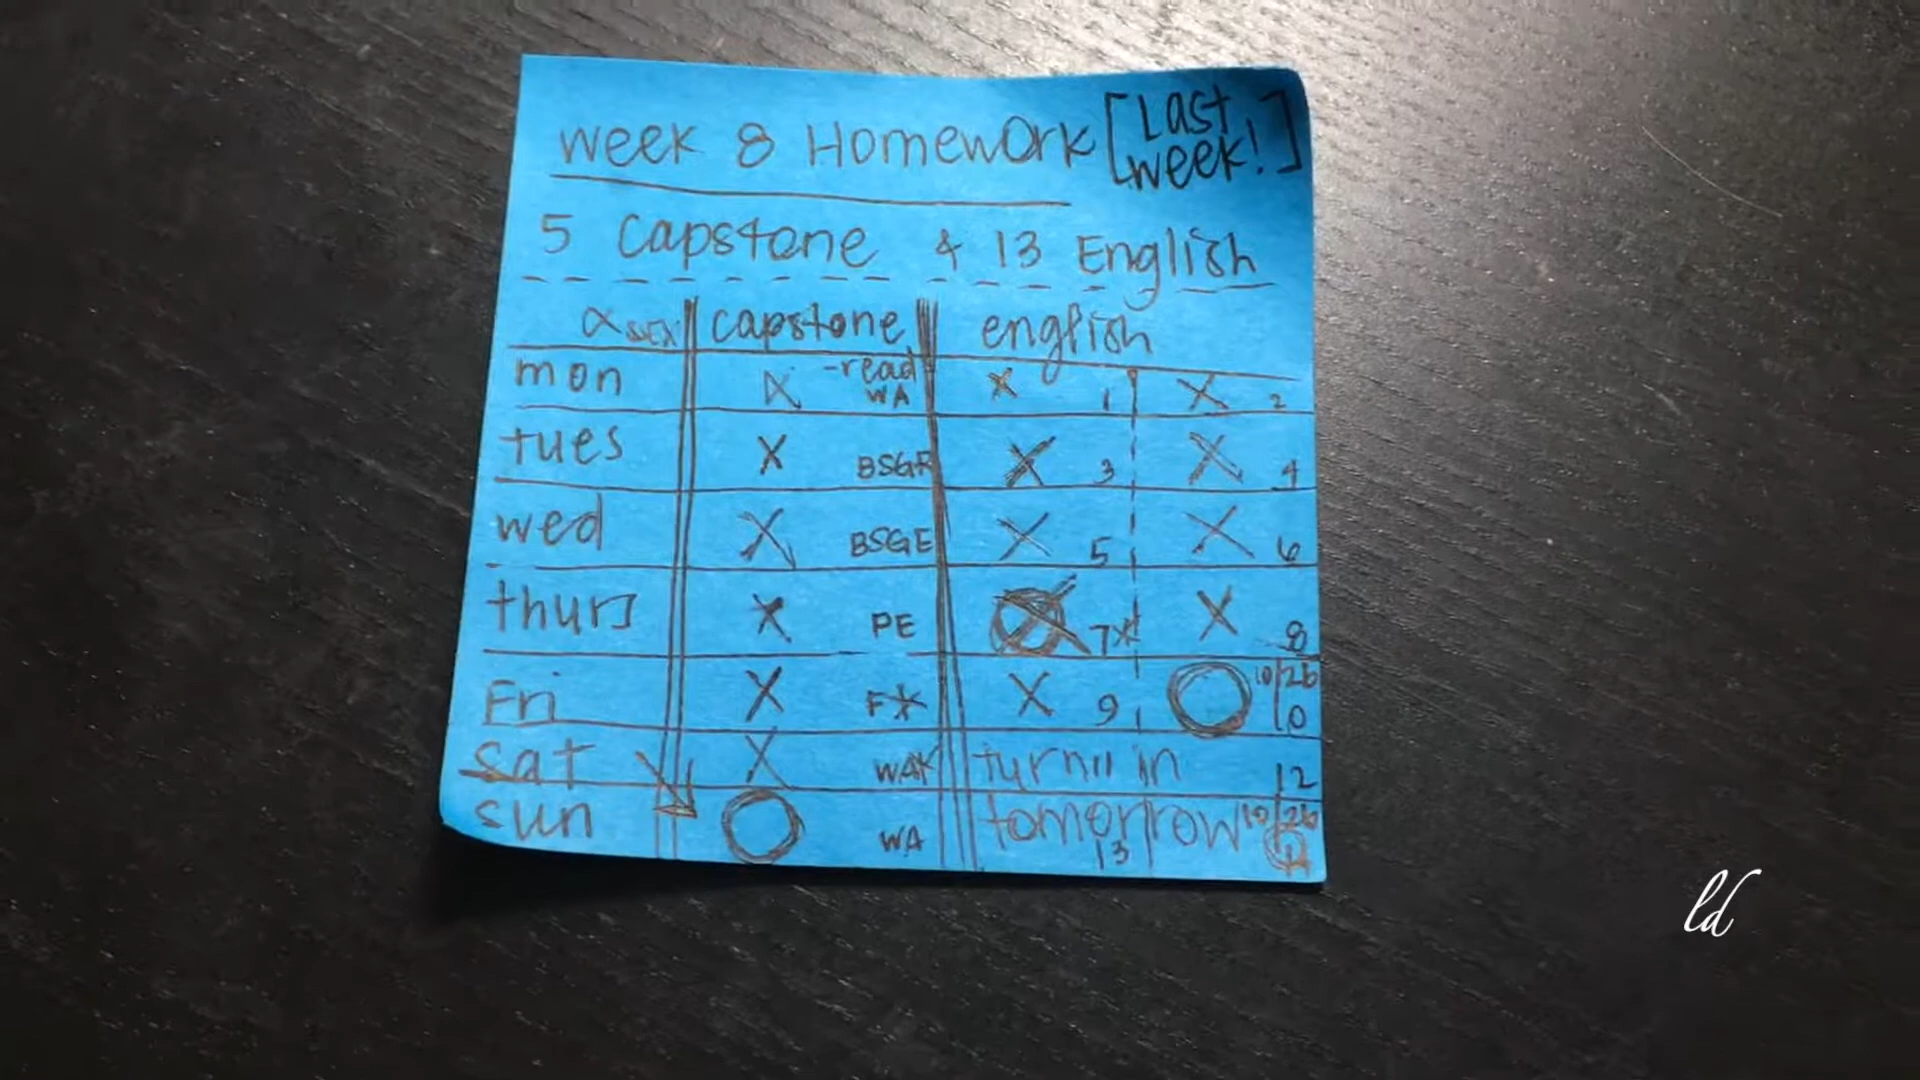 week 8 Homework [Last week!]
5 Capstone & 13 English
capstone english
mon X -read WA X 1 X 2
tues X BSGE X 3 X 4
wed X BSGE X 5 X 6
thurs X PE 7* X 8
Fri X F* X 9 10/26 10
sat X WA* turn in 12
sun WA tomorrow 13 10/26
ld